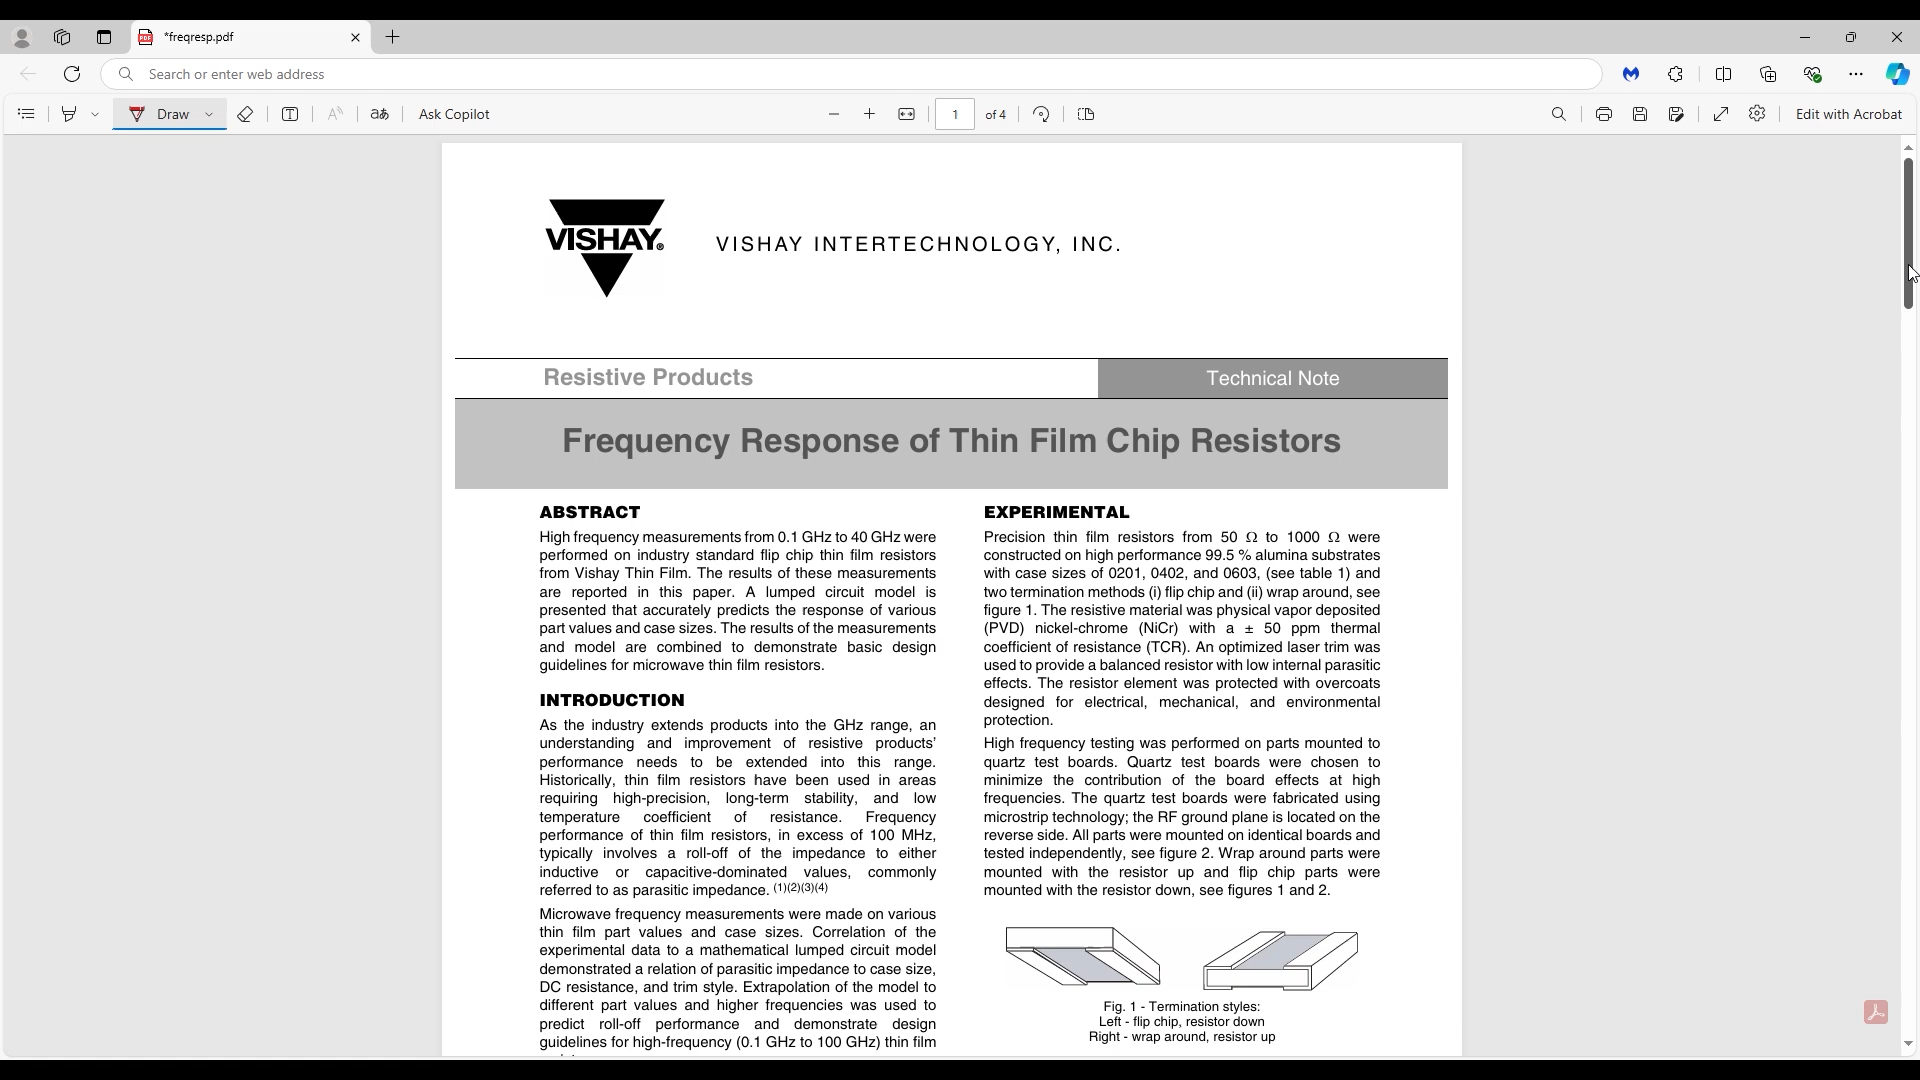 *freqresp.pdf
Search or enter web address
Draw
Ask Copilot
1 of 4
Edit with Acrobat
VISHAY®
VISHAY INTERTECHNOLOGY, INC.
Resistive Products
Technical Note
Frequency Response of Thin Film Chip Resistors
ABSTRACT
High frequency measurements from 0.1 GHz to 40 GHz were
performed on industry standard flip chip thin film resistors
from Vishay Thin Film. The results of these measurements
are reported in this paper. A lumped circuit model is
presented that accurately predicts the response of various
part values and case sizes. The results of the measurements
and model are combined to demonstrate basic design
guidelines for microwave thin film resistors.
INTRODUCTION
As the industry extends products into the GHz range, an
understanding and improvement of resistive products'
performance needs to be extended into this range.
Historically, thin film resistors have been used in areas
requiring high-precision, long-term stability, and low
temperature coefficient of resistance. Frequency
performance of thin film resistors, in excess of 100 MHz,
typically involves a roll-off of the impedance to either
inductive or capacitive-dominated values, commonly
referred to as parasitic impedance. (1)(2)(3)(4)
Microwave frequency measurements were made on various
thin film part values and case sizes. Correlation of the
experimental data to a mathematical lumped circuit model
demonstrated a relation of parasitic impedance to case size,
DC resistance, and trim style. Extrapolation of the model to
different part values and higher frequencies was used to
predict roll-off performance and demonstrate design
guidelines for high-frequency (0.1 GHz to 100 GHz) thin film
EXPERIMENTAL
Precision thin film resistors from 50 Ω to 1000 Ω were
constructed on high performance 99.5 % alumina substrates
with case sizes of 0201, 0402, and 0603, (see table 1) and
two termination methods (i) flip chip and (ii) wrap around, see
figure 1. The resistive material was physical vapor deposited
(PVD) nickel-chrome (NiCr) with a ± 50 ppm thermal
coefficient of resistance (TCR). An optimized laser trim was
used to provide a balanced resistor with low internal parasitic
effects. The resistor element was protected with overcoats
designed for electrical, mechanical, and environmental
protection.
High frequency testing was performed on parts mounted to
quartz test boards. Quartz test boards were chosen to
minimize the contribution of the board effects at high
frequencies. The quartz test boards were fabricated using
microstrip technology; the RF ground plane is located on the
reverse side. All parts were mounted on identical boards and
tested independently, see figure 2. Wrap around parts were
mounted with the resistor up and flip chip parts were
mounted with the resistor down, see figures 1 and 2.
Fig. 1 - Termination styles:
Left - flip chip, resistor down
Right - wrap around, resistor up